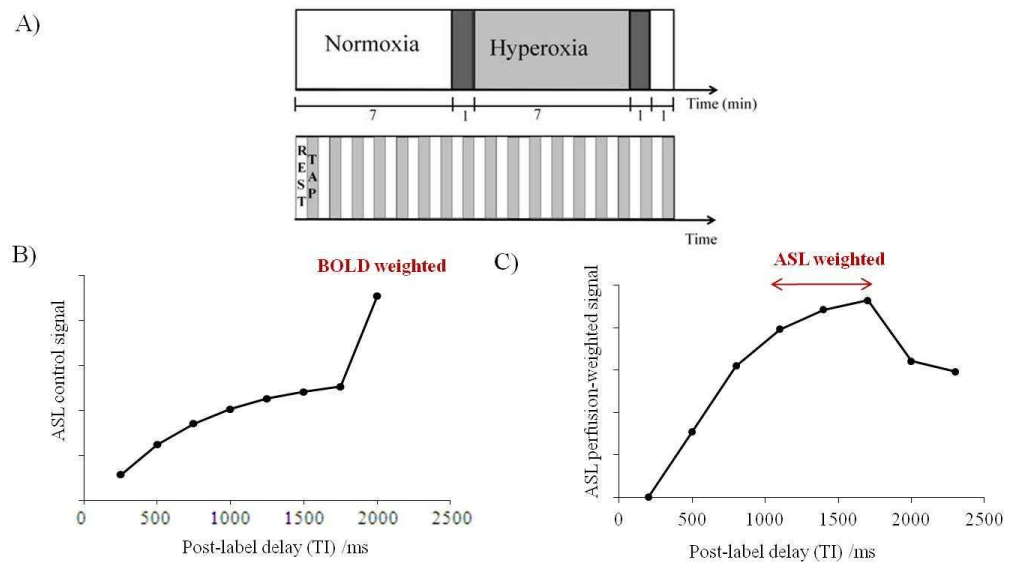 A)
Normoxia
Hyperoxia
Time (min)
7
1
7
1
1
REST
TAP
Time
B)
BOLD weighted
ASL control signal
0
500
1000
1500
2000
2500
Post-label delay (TI) /ms
C)
ASL weighted
ASL perfusion-weighted signal
0
500
1000
1500
2000
2500
Post-label delay (TI) /ms